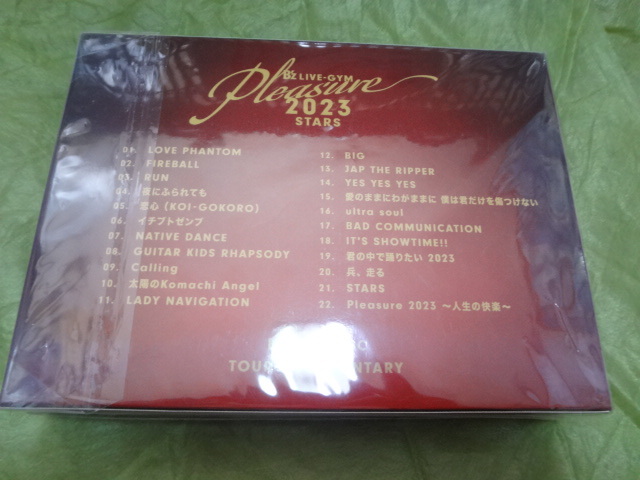 B'z LIVE-GYM
Pleasure
2023
STARS
01. LOVE PHANTOM
02. FIREBALL
03. RUN
04. 夜にふられても
05. 恋心 (KOI-GOKORO)
06. イチブトゼンブ
07. NATIVE DANCE
08. GUITAR KIDS RHAPSODY
09. Calling
10. 太陽のKomachi Angel
11. LADY NAVIGATION
12. BIG
13. JAP THE RIPPER
14. YES YES YES
15. 愛のままにわがままに 僕は君だけを傷つけない
16. ultra soul
17. BAD COMMUNICATION
18. IT'S SHOWTIME!!
19. 君の中で踊りたい 2023
20. 兵、走る
21. STARS
22. Pleasure 2023 〜人生の快楽〜